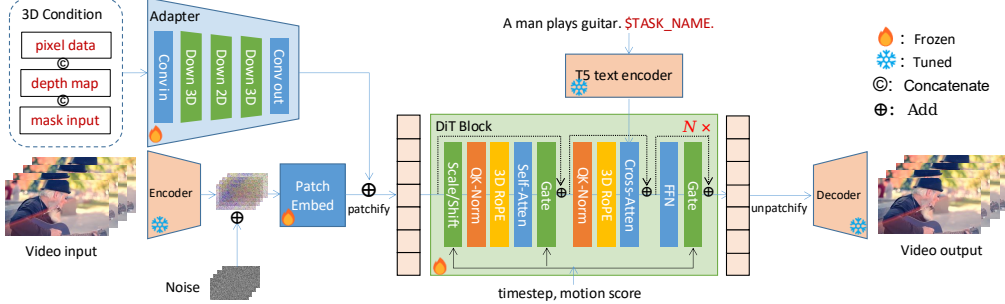 3D Condition
pixel data
©
depth map
©
mask input
Adapter
Conv in
Down 3D
Down 2D
Down 3D
Conv out
A man plays guitar. $TASK_NAME.
T5 text encoder
: Frozen
: Tuned
©: Concatenate
⊕: Add
Video input
Encoder
⊕
Noise
Patch
Embed
⊕
patchify
DiT Block
N ×
Scale/Shift
QK-Norm
3D RoPE
Self-Atten
Gate
⊕
QK-Norm
3D RoPE
Cross-Atten
⊕
FFN
Gate
⊕
timestep, motion score
unpatchify
Decoder
Video output